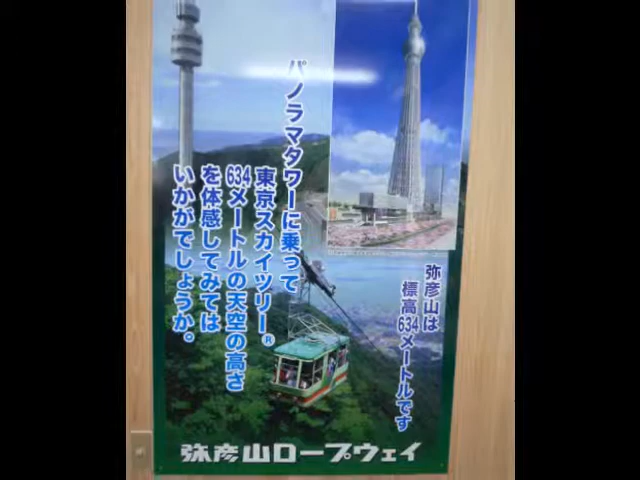 弥彦山は
標高634メートルです
パノラマタワーに乗って
東京スカイツリー®
634メートルの天空の高さ
を体感してみては
いかがでしょうか。
弥彦山ロープウェイ